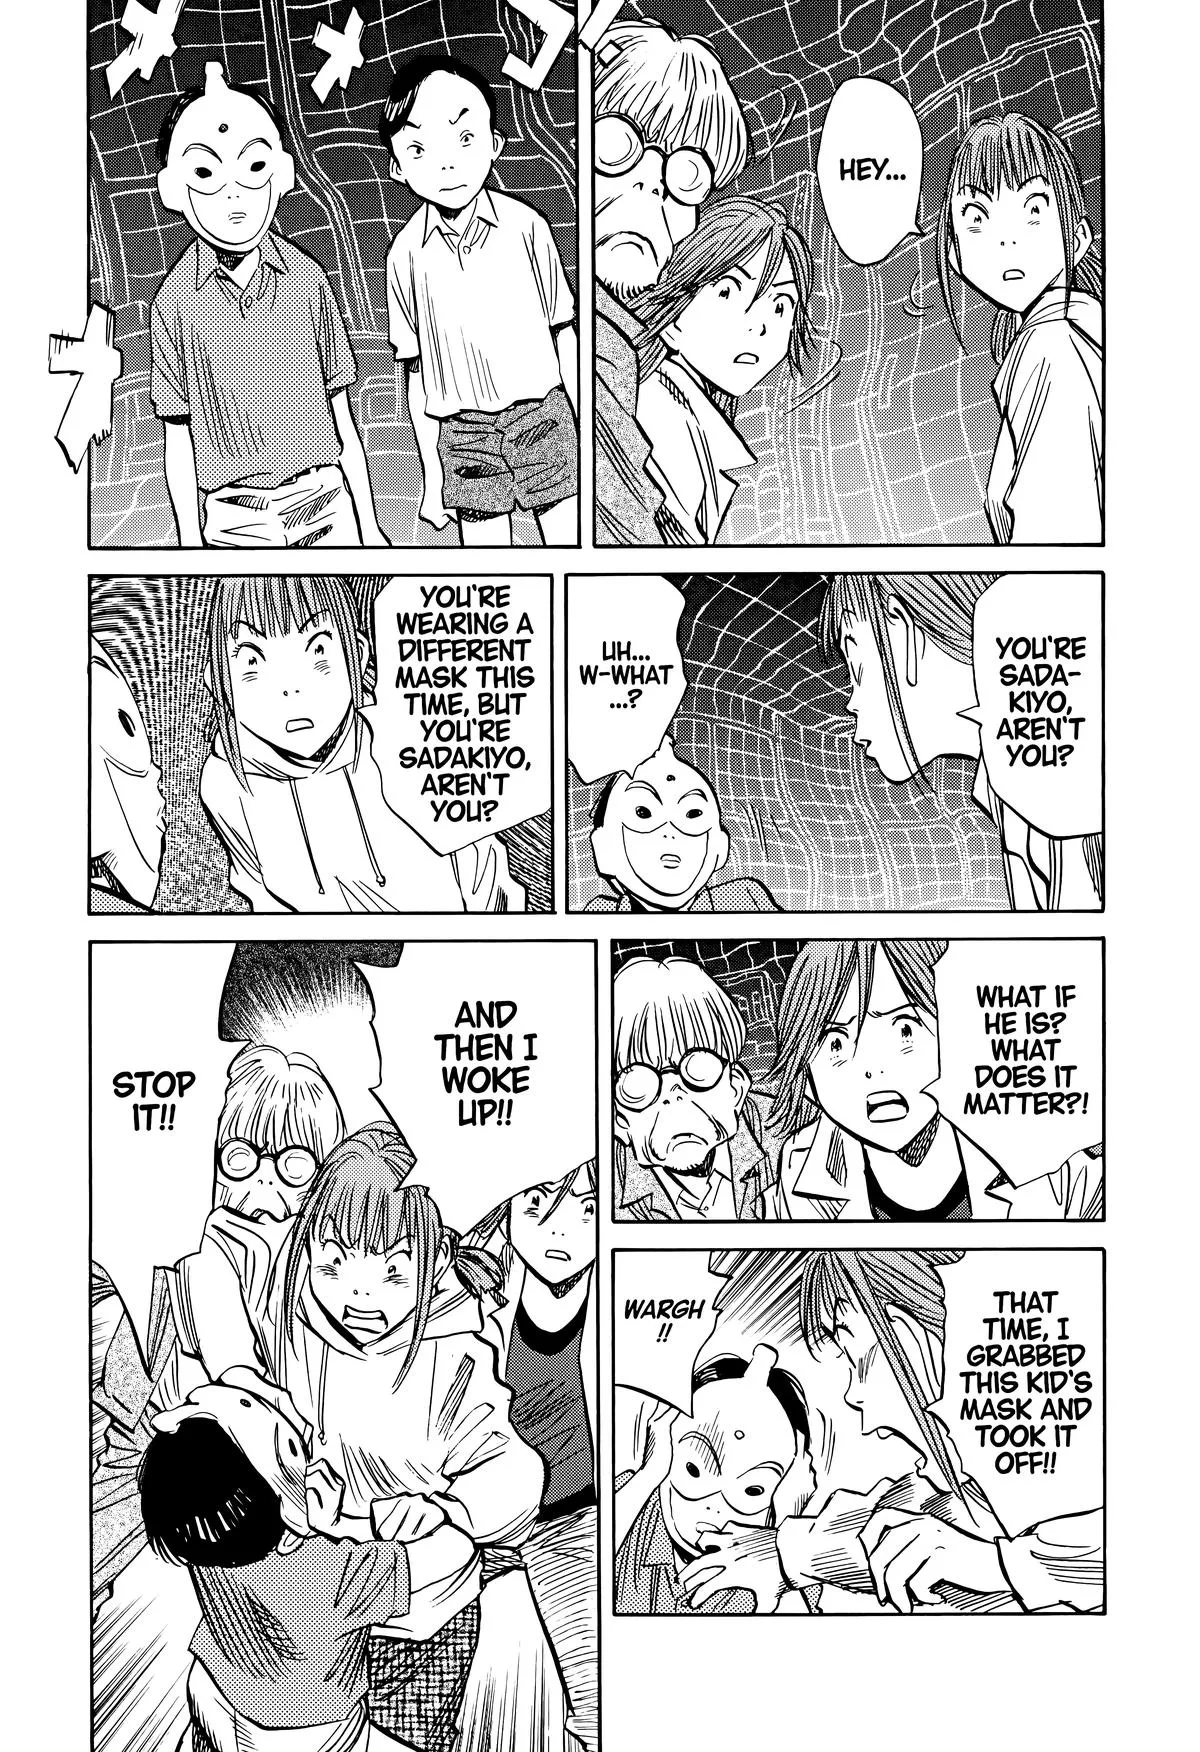 HEY...
YOU'RE
SADA-
KIYO,
AREN'T
YOU?
UH...
W-WHAT
...?
YOU'RE
WEARING A
DIFFERENT
MASK THIS
TIME, BUT
YOU'RE
SADAKIYO,
AREN'T
YOU?
WHAT IF
HE IS?
WHAT
DOES IT
MATTER?!
THAT
TIME, I
GRABBED
THIS KID'S
MASK AND
TOOK IT
OFF!!
WARGH
!!
AND
THEN I
WOKE
UP!!
STOP
IT!!